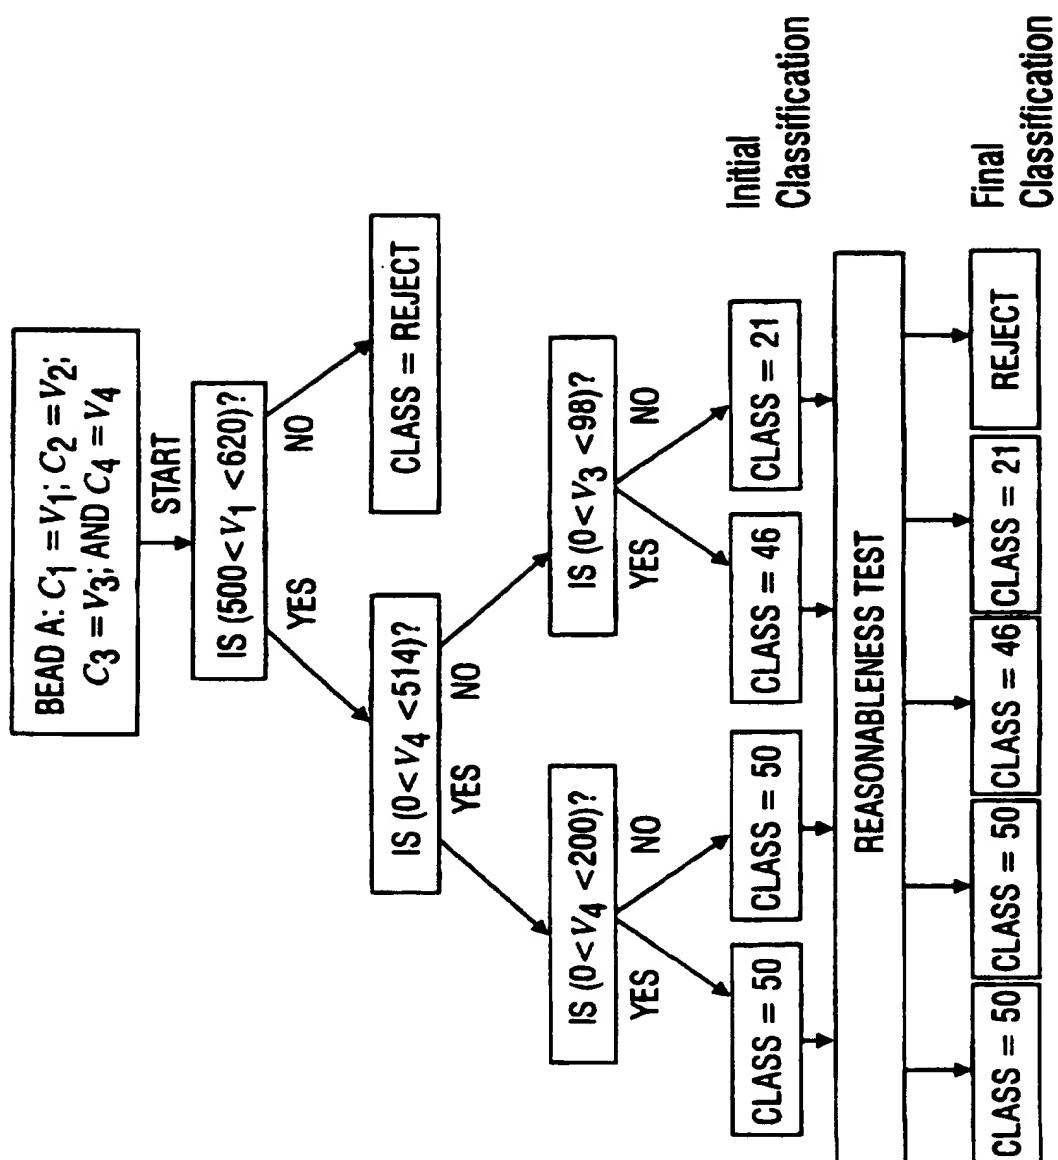 BEAD A: C1 = V1; C2 = V2;
C3 = V3; AND C4 = V4
START
IS (500 < V1 < 620)?
YES
NO
IS (0 < V4 < 514)?
CLASS = REJECT
YES
NO
IS (0 < V4 < 200)?
IS (0 < V3 < 98)?
YES
NO
YES
NO
CLASS = 50
CLASS = 50
CLASS = 46
CLASS = 21
Initial
Classification
REASONABLENESS TEST
CLASS = 50
CLASS = 50
CLASS = 46
CLASS = 21
REJECT
Final
Classification